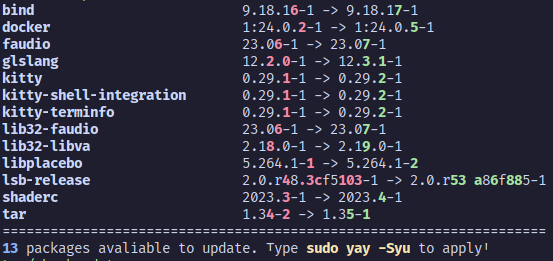 bind 9.18.16-1 -> 9.18.17-1
docker 1:24.0.2-1 -> 1:24.0.5-1
faudio 23.06-1 -> 23.07-1
glslang 12.2.0-1 -> 12.3.1-1
kitty 0.29.1-1 -> 0.29.2-1
kitty-shell-integration 0.29.1-1 -> 0.29.2-1
kitty-terminfo 0.29.1-1 -> 0.29.2-1
lib32-faudio 23.06-1 -> 23.07-1
lib32-libva 2.18.0-1 -> 2.19.0-1
libplacebo 5.264.1-1 -> 5.264.1-2
lsb-release 2.0.r48.3cf5103-1 -> 2.0.r53 a86f885-1
shaderc 2023.3-1 -> 2023.4-1
tar 1.34-2 -> 1.35-1
================================================================
13 packages avaliable to update. Type sudo yay -Syu to apply!